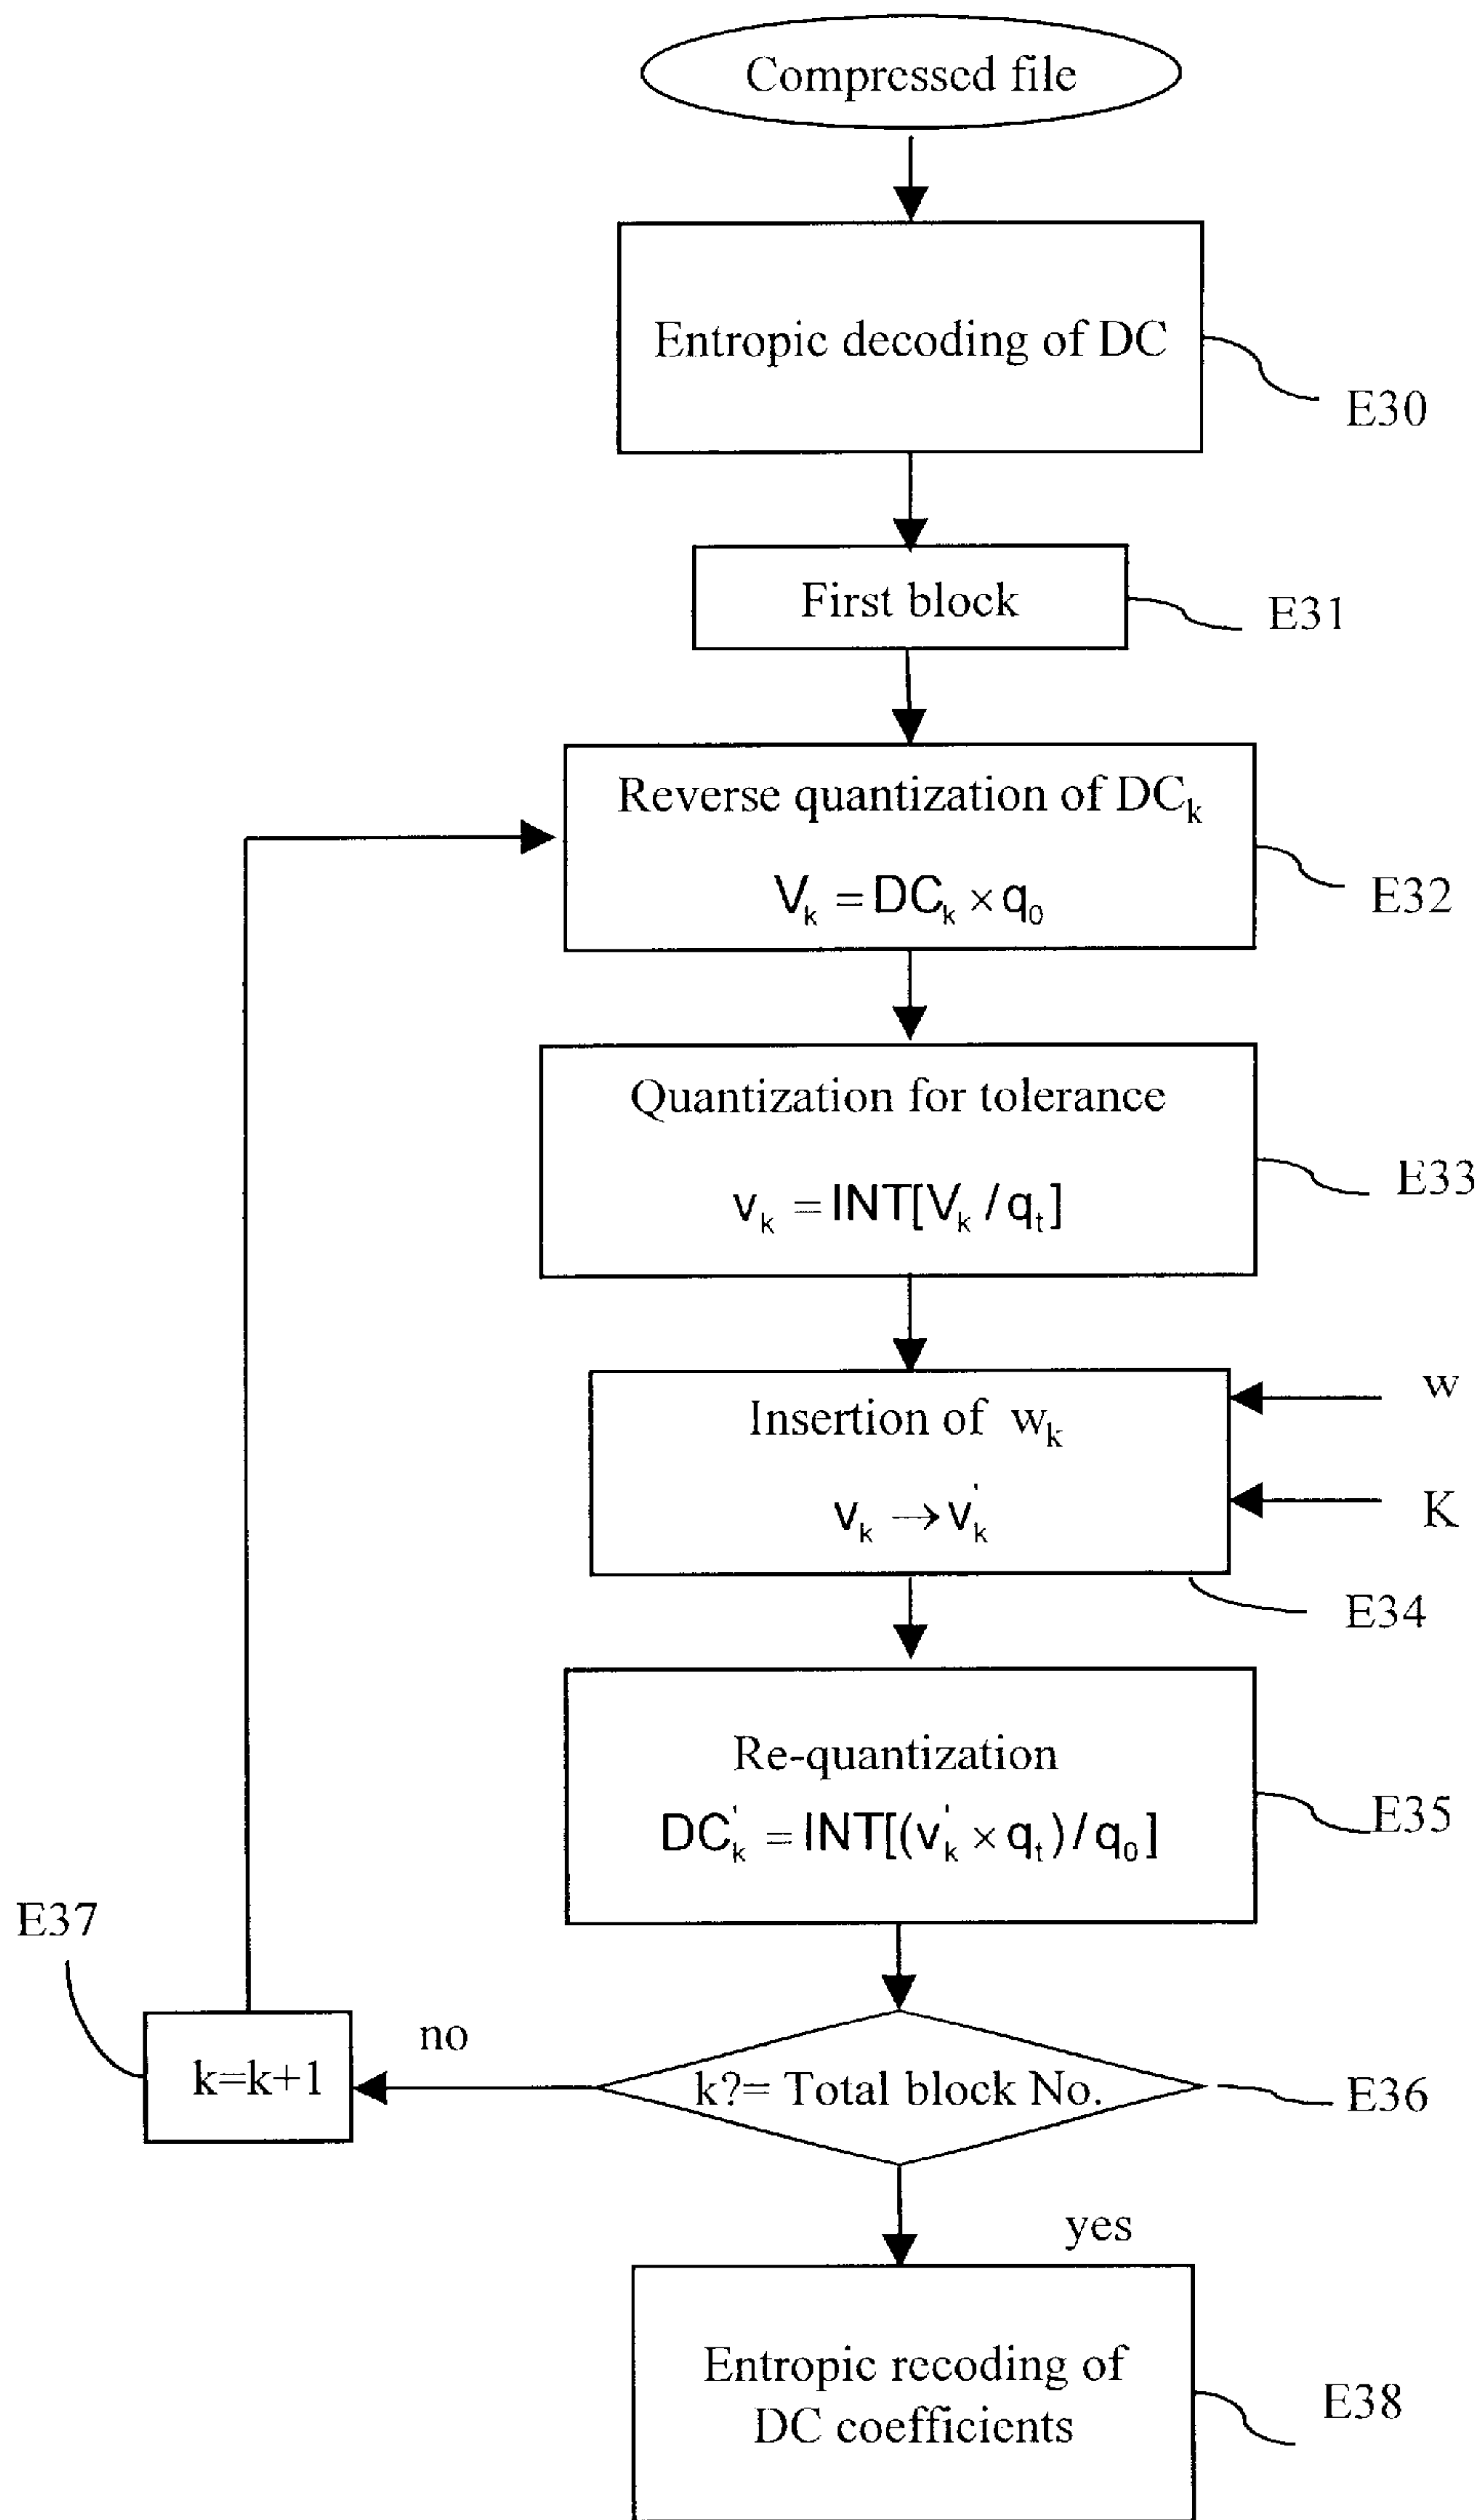 Compressed file
Entropic decoding of DC
E30
First block
E31
Reverse quantization of DCₖ
Vₖ = DCₖ × q₀
E32
Quantization for tolerance
vₖ = INT[Vₖ / qₜ]
E33
Insertion of wₖ
vₖ → v'ₖ
w
K
E34
Re-quantization
DC'ₖ = INT[(v'ₖ × qₜ) / q₀]
E35
E37
k=k+1
no
k?= Total block No.
E36
yes
Entropic recoding of
DC coefficients
E38